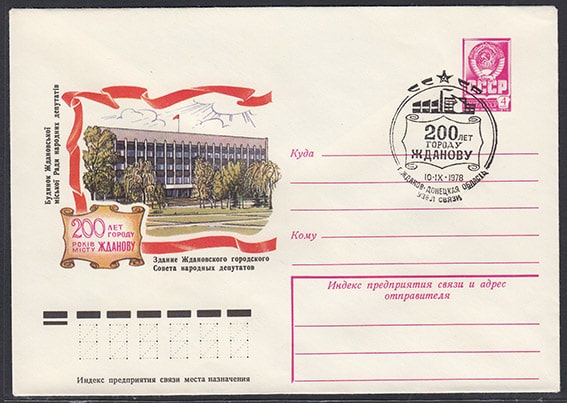 Будинок Ждановської
міської Ради народних депутатів
200 ЛЕТ
ГОРОДУ
РОКІВ
МІСТУ ЖДАНОВУ
Здание Ждановского городского
Совета народных депутатов
СССР
4
200 ЛЕТ
ГОРОДУ
ЖДАНОВУ
10·IX·1978
Г. ЖДАНОВ·ДОНЕЦКАЯ ОБЛАСТЬ
УЗЕЛ СВЯЗИ
Куда
Кому
Индекс предприятия связи и адрес
отправителя
Индекс предприятия связи места назначения